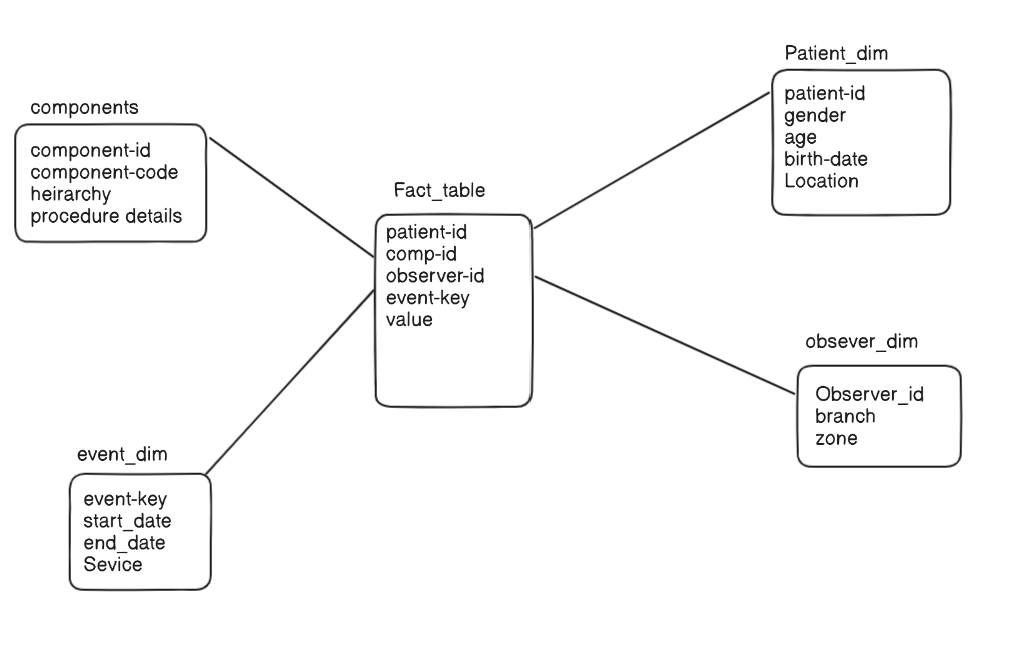 components
component-id
component-code
heirarchy
procedure details
Fact_table
patient-id
comp-id
observer-id
event-key
value
Patient_dim
patient-id
gender
age
birth-date
Location
event_dim
event-key
start_date
end_date
Sevice
obsever_dim
Observer_id
branch
zone